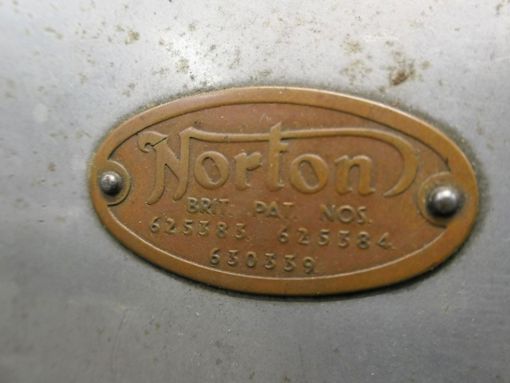 Norton
BRIT. PAT. NOS.
625383. 625384.
630339.